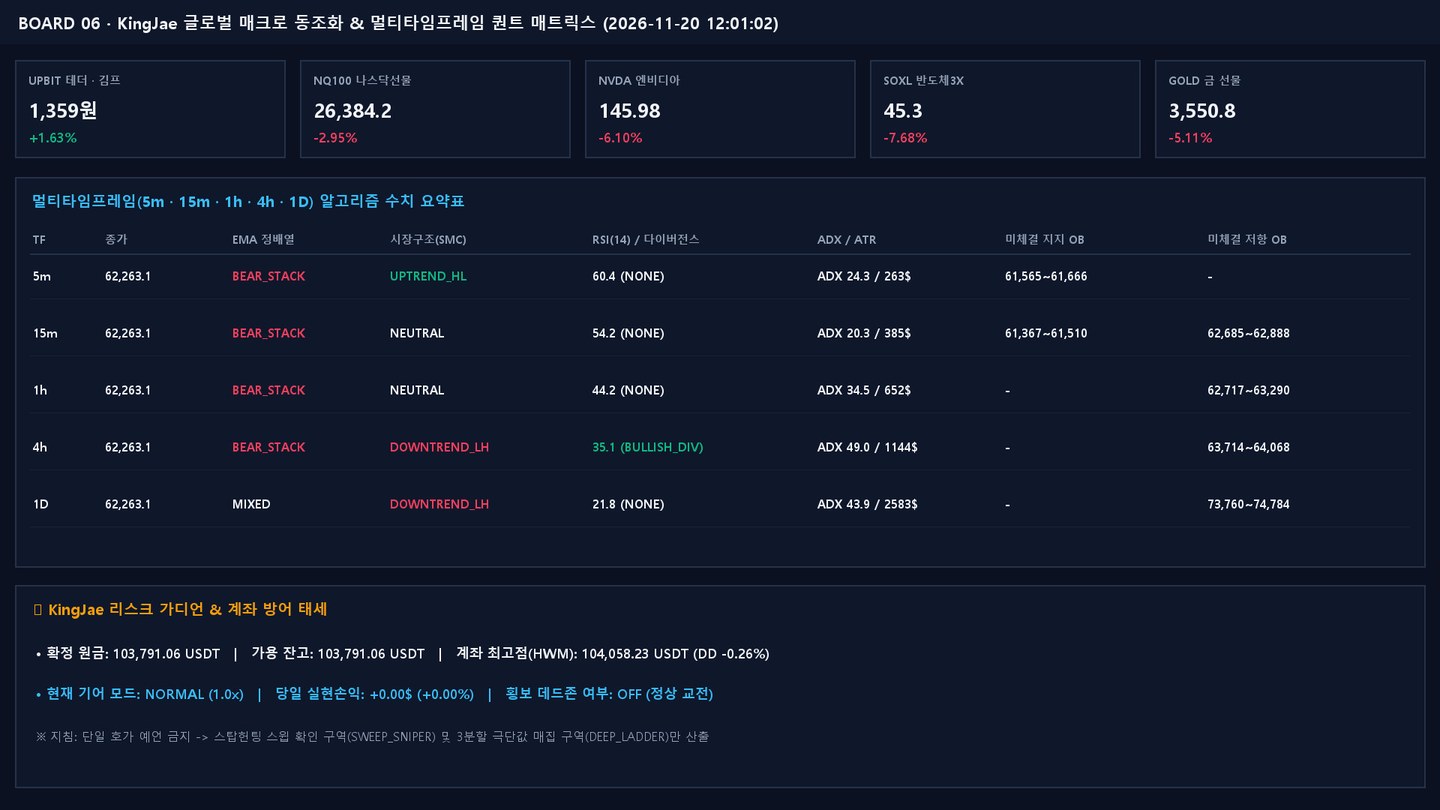 BOARD 06 · KingJae 글로벌 매크로 동조화 & 멀티타임프레임 퀀트 매트릭스 (2026-11-20 12:01:02)
UPBIT 테더 · 김프
1,359원
+1.63%
NQ100 나스닥선물
26,384.2
-2.95%
NVDA 엔비디아
145.98
-6.10%
SOXL 반도체3X
45.3
-7.68%
GOLD 금 선물
3,550.8
-5.11%
멀티타임프레임(5m · 15m · 1h · 4h · 1D) 알고리즘 수치 요약표
TF 종가 EMA 정배열 시장구조(SMC) RSI(14) / 다이버전스 ADX / ATR 미체결 지지 OB 미체결 저항 OB
5m 62,263.1 BEAR_STACK UPTREND_HL 60.4 (NONE) ADX 24.3 / 263$ 61,565~61,666 -
15m 62,263.1 BEAR_STACK NEUTRAL 54.2 (NONE) ADX 20.3 / 385$ 61,367~61,510 62,685~62,888
1h 62,263.1 BEAR_STACK NEUTRAL 44.2 (NONE) ADX 34.5 / 652$ - 62,717~63,290
4h 62,263.1 BEAR_STACK DOWNTREND_LH 35.1 (BULLISH_DIV) ADX 49.0 / 1144$ - 63,714~64,068
1D 62,263.1 MIXED DOWNTREND_LH 21.8 (NONE) ADX 43.9 / 2583$ - 73,760~74,784
KingJae 리스크 가디언 & 계좌 방어 태세
• 확정 원금: 103,791.06 USDT | 가용 잔고: 103,791.06 USDT | 계좌 최고점(HWM): 104,058.23 USDT (DD -0.26%)
• 현재 기어 모드: NORMAL (1.0x) | 당일 실현손익: +0.00$ (+0.00%) | 횡보 데드존 여부: OFF (정상 교전)
※ 지침: 단일 호가 예언 금지 -> 스탑헌팅 스윕 확인 구역(SWEEP_SNIPER) 및 3분할 극단값 매집 구역(DEEP_LADDER)만 산출